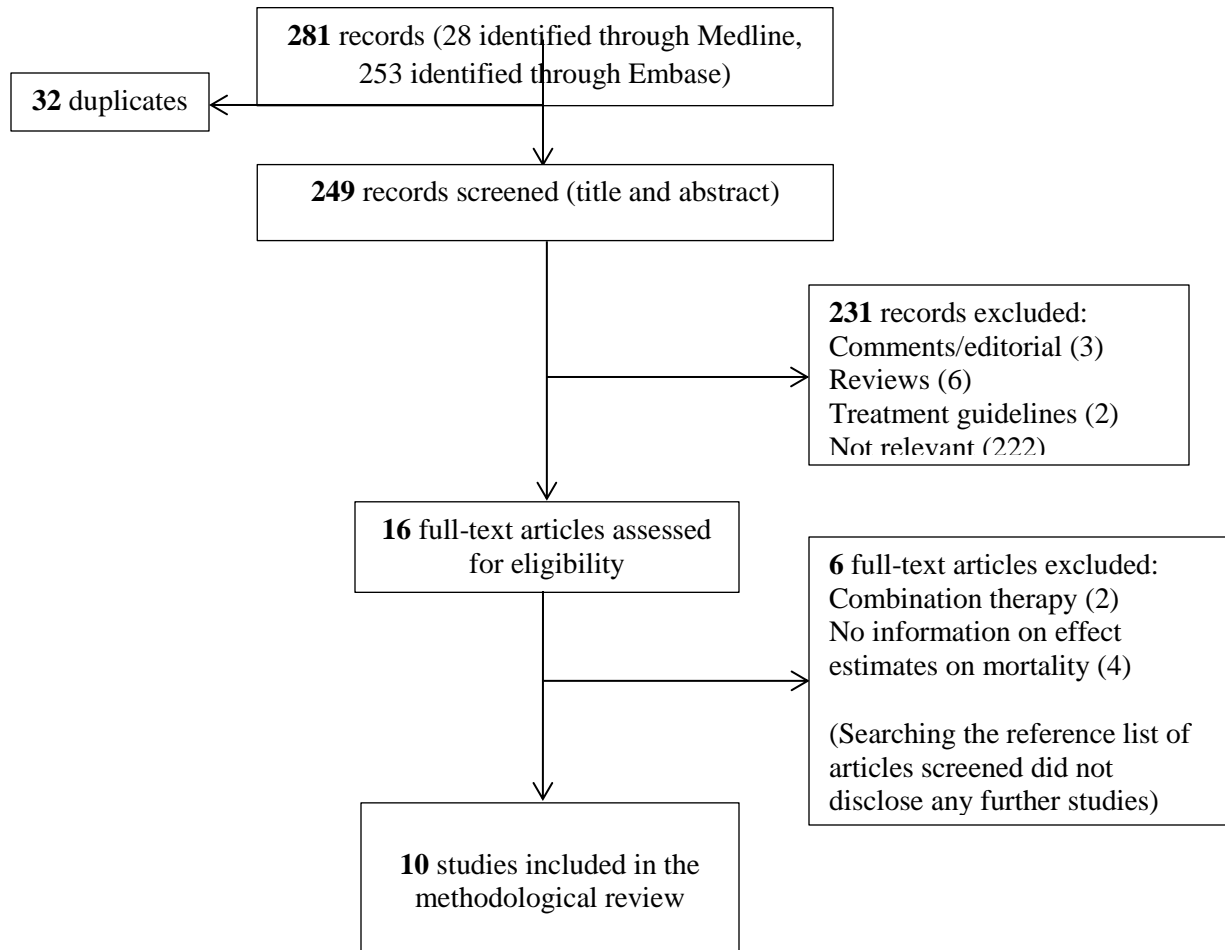 281 records (28 identified through Medline,
253 identified through Embase)
32 duplicates
249 records screened (title and abstract)
231 records excluded:
Comments/editorial (3)
Reviews (6)
Treatment guidelines (2)
Not relevant (222)
16 full-text articles assessed
for eligibility
6 full-text articles excluded:
Combination therapy (2)
No information on effect
estimates on mortality (4)
(Searching the reference list of
articles screened did not
disclose any further studies)
10 studies included in the
methodological review